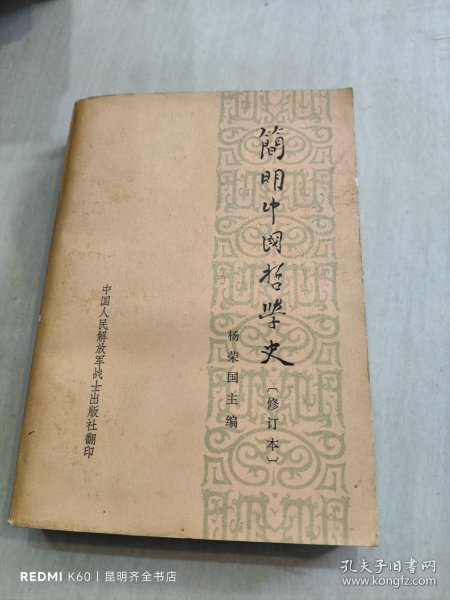 簡明中國哲學史
〔修订本〕
杨荣国主编
中国人民解放军战士出版社翻印
REDMI K60 | 昆明齐全书店
孔夫子旧书网
www.kongfz.com